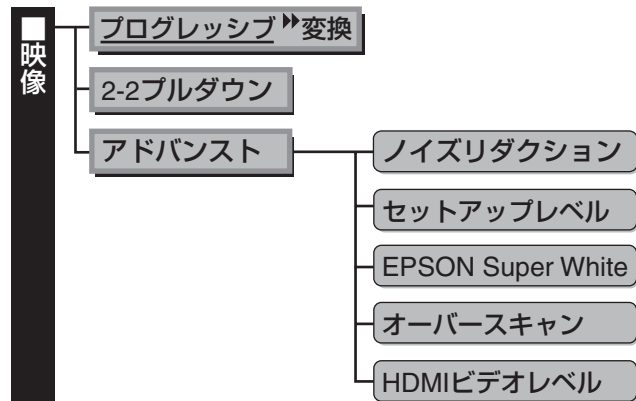 ■映像
プログレッシブ▶▶変換
2-2プルダウン
アドバンスト
ノイズリダクション
セットアップレベル
EPSON Super White
オーバースキャン
HDMIビデオレベル